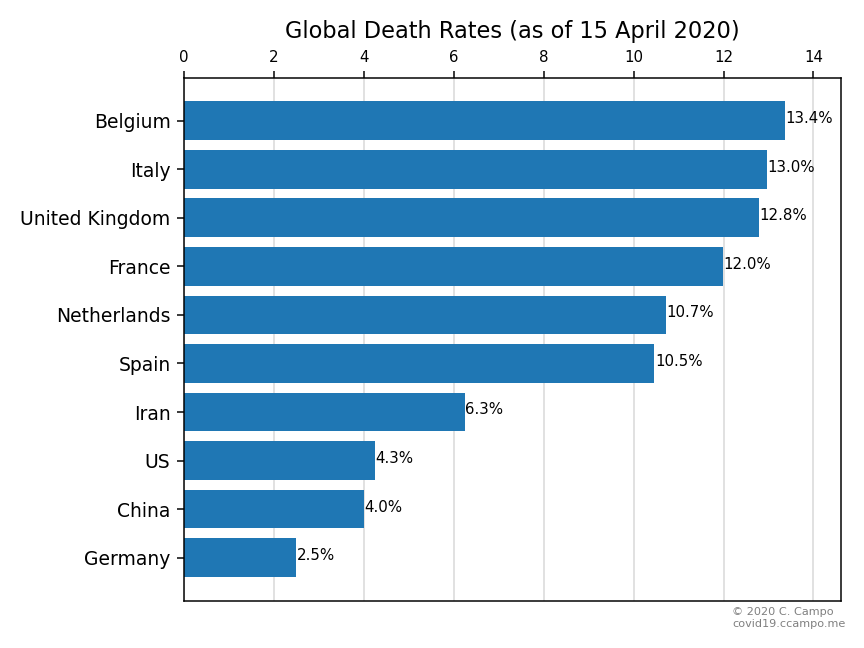 Global Death Rates (as of 15 April 2020)
0 2 4 6 8 10 12 14
Belgium 13.4%
Italy 13.0%
United Kingdom 12.8%
France 12.0%
Netherlands 10.7%
Spain 10.5%
Iran 6.3%
US 4.3%
China 4.0%
Germany 2.5%
© 2020 C. Campo
covid19.ccampo.me